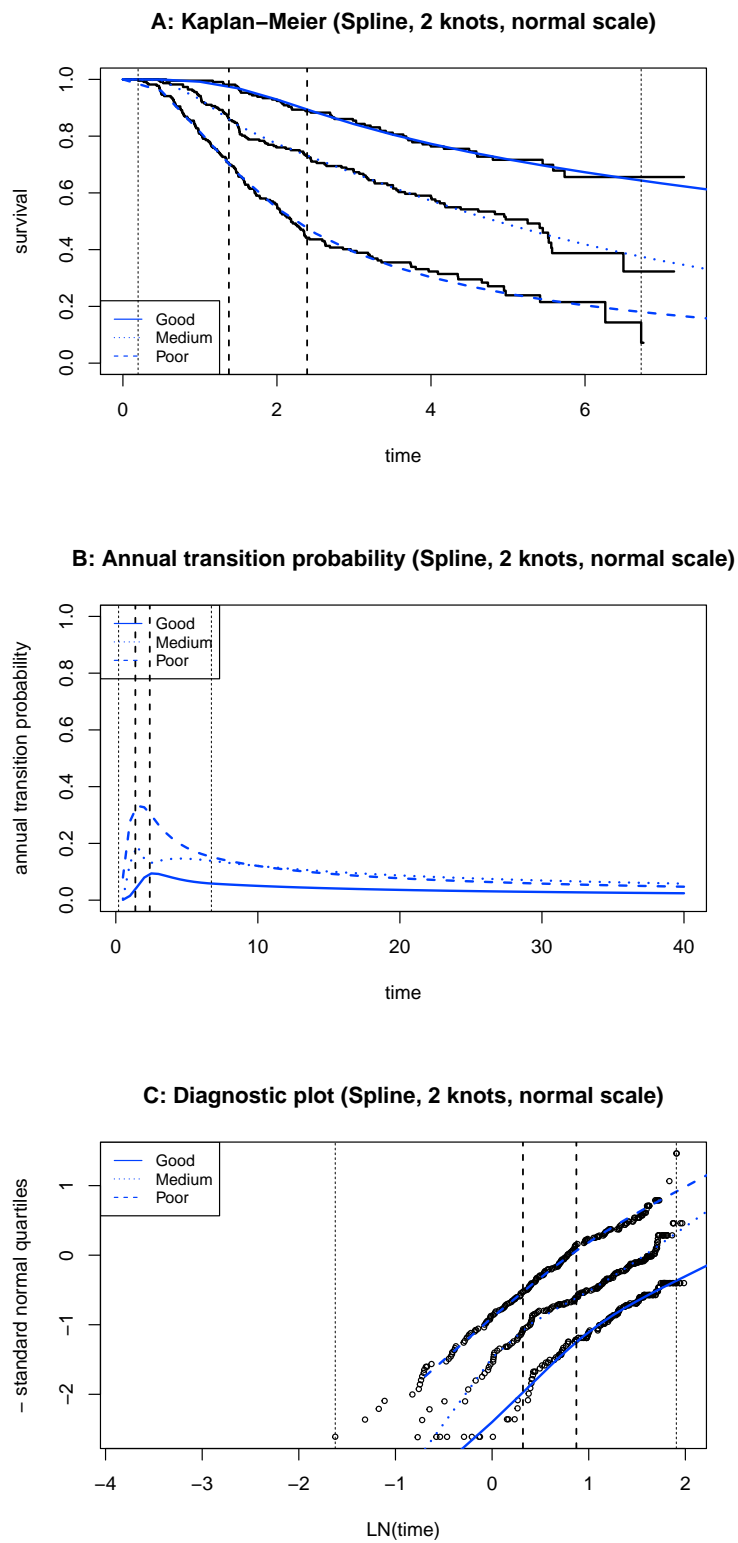 A: Kaplan−Meier (Spline, 2 knots, normal scale)
survival
0.0 0.2 0.4 0.6 0.8 1.0
Good
Medium
Poor
0 2 4 6
time
B: Annual transition probability (Spline, 2 knots, normal scale)
annual transition probability
0.0 0.2 0.4 0.6 0.8 1.0
Good
Medium
Poor
0 10 20 30 40
time
C: Diagnostic plot (Spline, 2 knots, normal scale)
− standard normal quartiles
−2 −1 0 1
Good
Medium
Poor
−4 −3 −2 −1 0 1 2
LN(time)